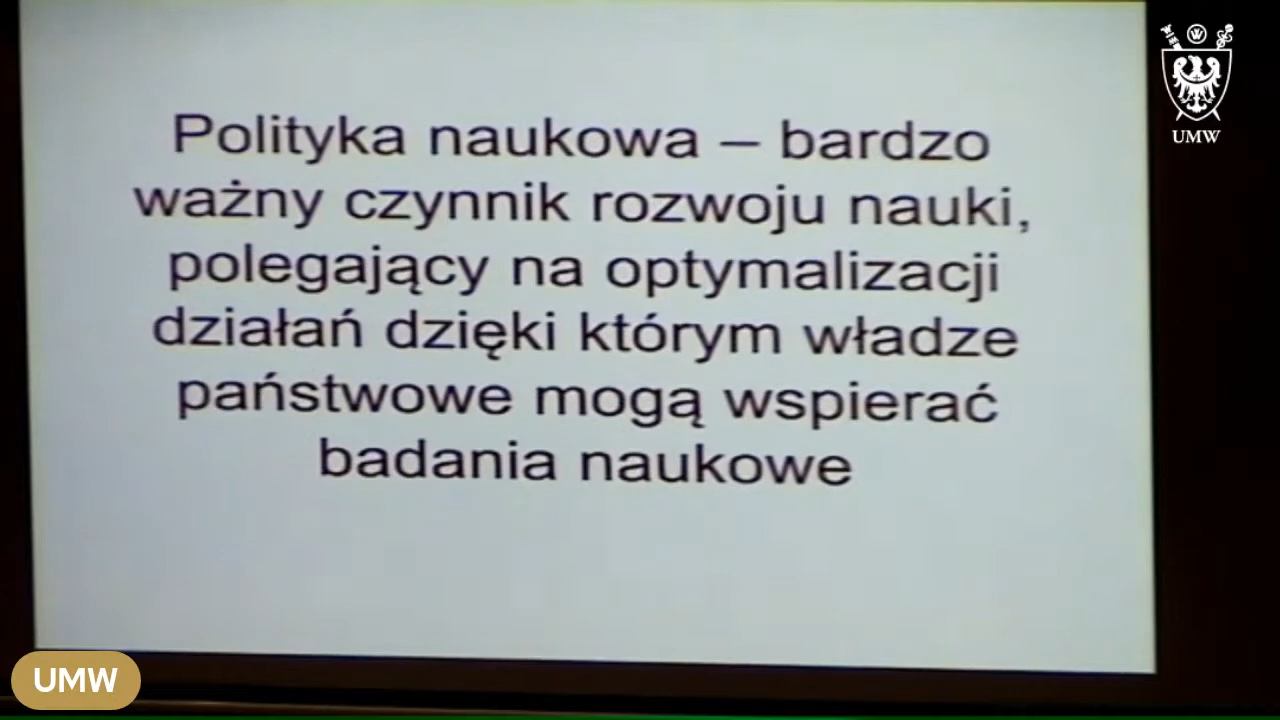 Polityka naukowa – bardzo
ważny czynnik rozwoju nauki,
polegający na optymalizacji
działań dzięki którym władze
państwowe mogą wspierać
badania naukowe
UMW
UMW